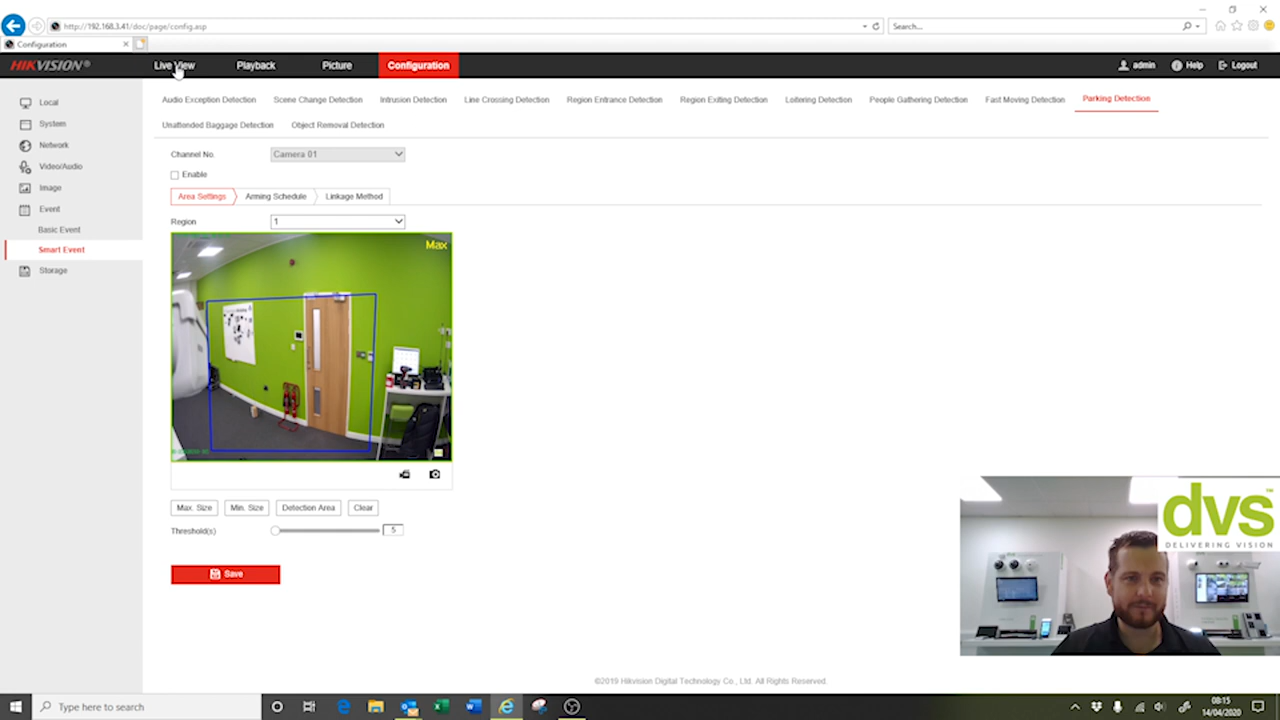 http://192.168.3.41/doc/page/config.asp
Search...
Configuration
HIKVISION®
Live View
Playback
Picture
Configuration
admin
Help
Logout
Local
System
Network
Video/Audio
Image
Event
Basic Event
Smart Event
Storage
Audio Exception Detection
Scene Change Detection
Intrusion Detection
Line Crossing Detection
Region Entrance Detection
Region Exiting Detection
Loitering Detection
People Gathering Detection
Fast Moving Detection
Parking Detection
Unattended Baggage Detection
Object Removal Detection
Channel No.
Camera 01
Enable
Area Settings
Arming Schedule
Linkage Method
Region
1
Max
Max. Size
Min. Size
Detection Area
Clear
Threshold(s)
5
Save
dvs™
DELIVERING VISION
©2019 Hikvision Digital Technology Co., Ltd. All Rights Reserved.
Type here to search
08:15
14/04/2020